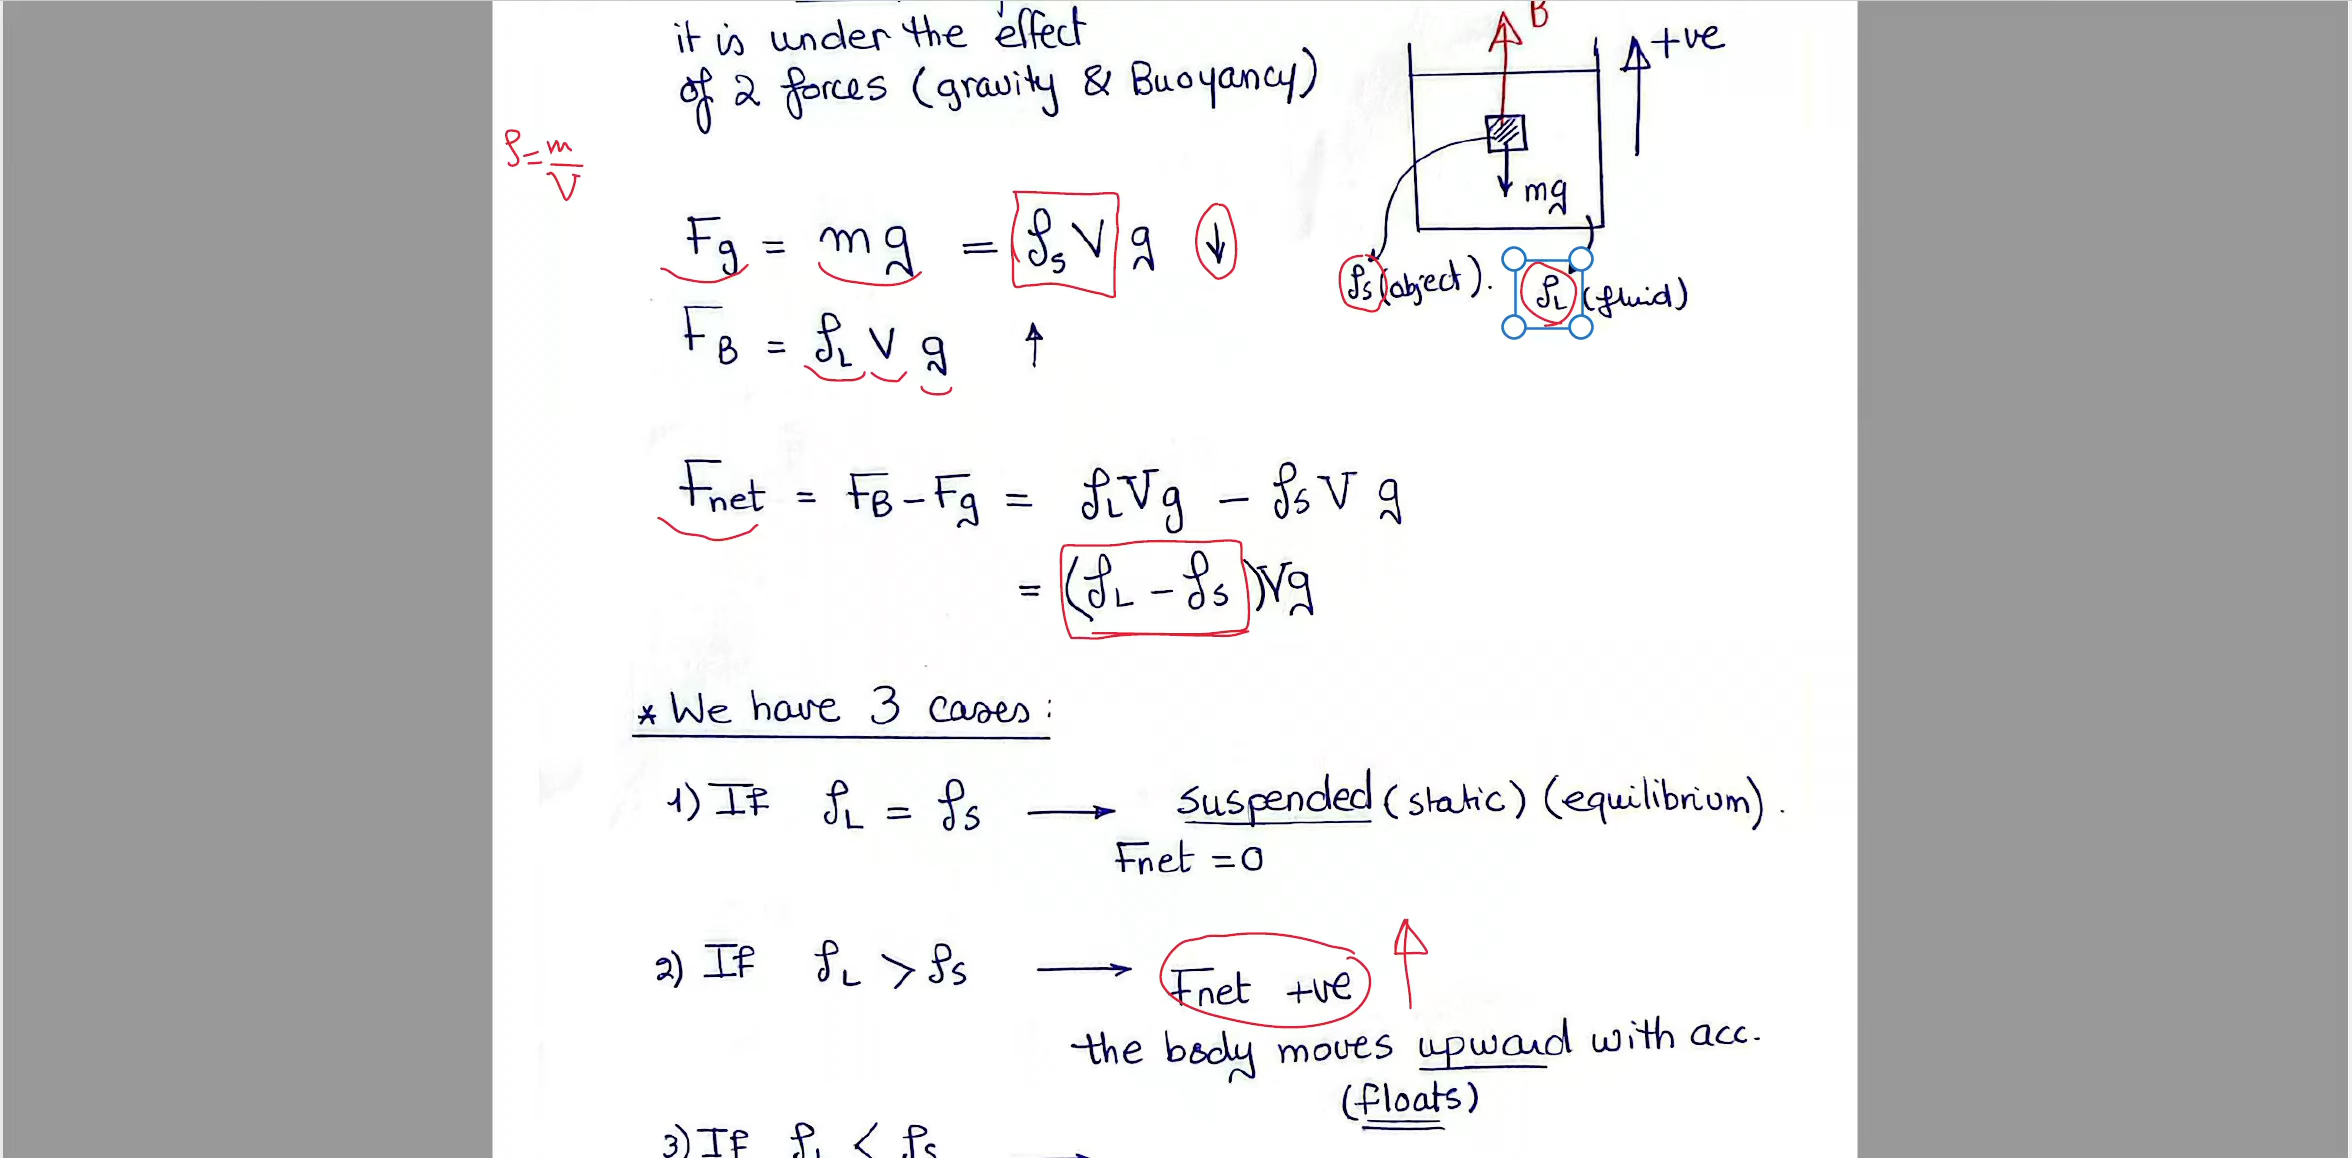 it is under the effect
of 2 forces (gravity & Buoyancy)
B
+ve
mg
ρs (object).
ρL (fluid)
ρ = m/V
Fg = mg = ρs V g ↓
FB = ρL V g ↑
Fnet = FB - Fg = ρL V g - ρs V g
= (ρL - ρs) Vg
* We have 3 cases:
1) If ρL = ρs → suspended (static) (equilibrium).
Fnet = 0
2) If ρL > ρs → Fnet +ve ↑
the body moves upward with acc.
(floats)
3) If ρL < ρs →